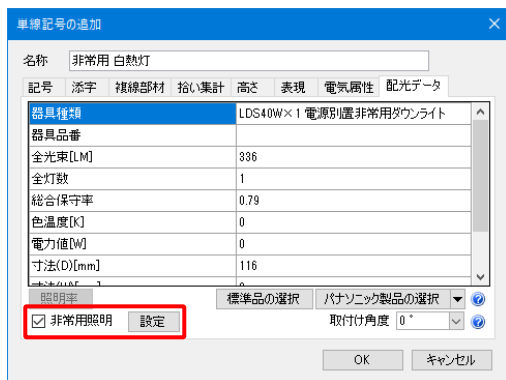 単線記号の追加
名称 非常用 白熱灯
記号 添字 複線部材 拾い集計 高さ 表現 電気属性 配光データ
器具種類 LDS40W×1 電源別置非常用ダウンライト
器具品番
全光束[LM] 336
全灯数 1
総合保守率 0.79
色温度[K] 0
電力値[W] 0
寸法(D)[mm] 116
照明率 標準品の選択 パナソニック製品の選択
非常用照明 設定 取付け角度 0°
OK キャンセル